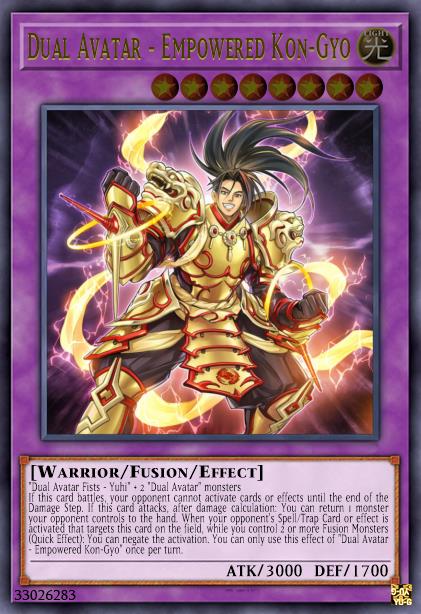 Dual Avatar - Empowered Kon-Gyo
LIGHT
光
[Warrior/Fusion/Effect]
"Dual Avatar Fists - Yuhi" + 2 "Dual Avatar" monsters
If this card battles, your opponent cannot activate cards or effects until the end of the
Damage Step. If this card attacks, after damage calculation: You can return 1 monster
your opponent controls to the hand. When your opponent's Spell/Trap Card or effect is
activated that targets this card on the field, while you control 2 or more Fusion Monsters
(Quick Effect): You can negate the activation. You can only use this effect of "Dual Avatar
- Empowered Kon-Gyo" once per turn.
ATK/3000 DEF/1700
33026283